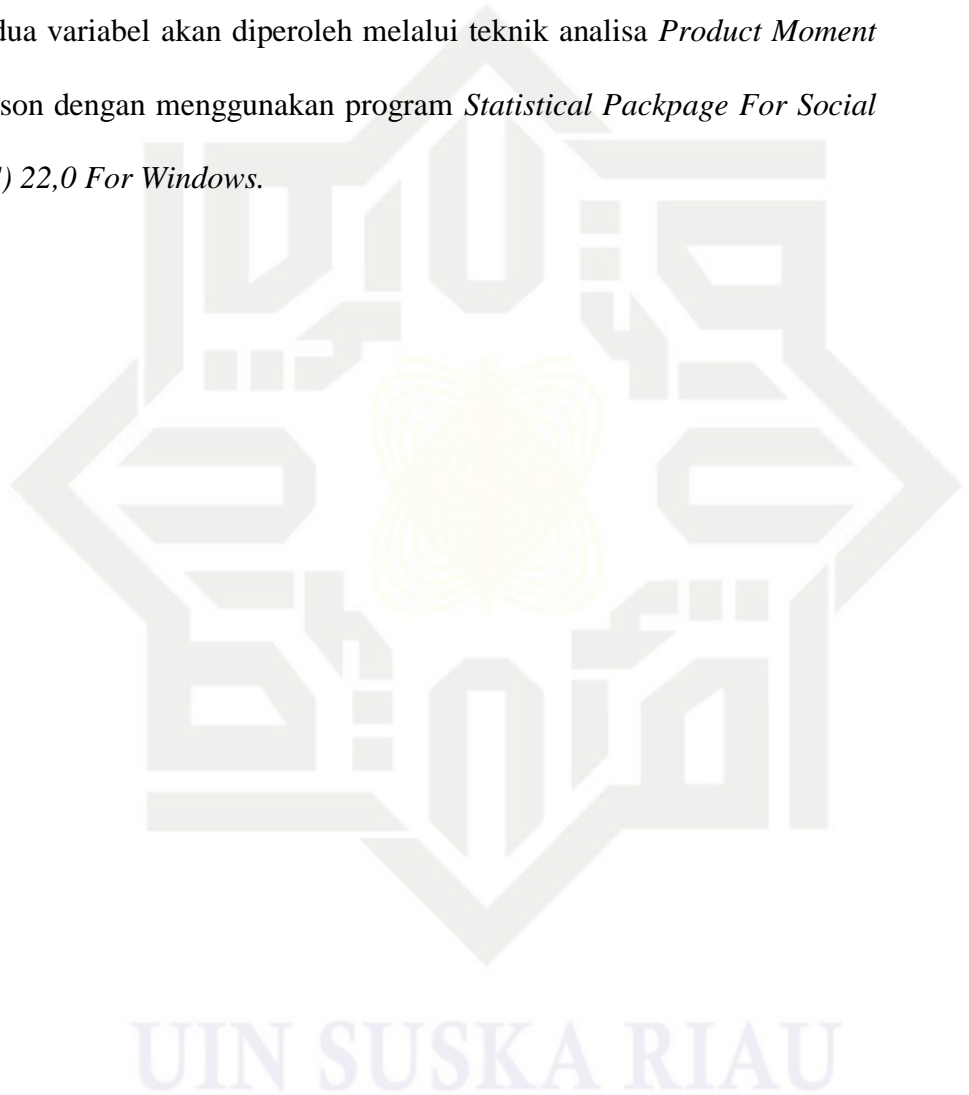 dua variabel akan diperoleh melalui teknik analisa Product Moment
son dengan menggunakan program Statistical Packpage For Social
) 22,0 For Windows.
UIN SUSKA RIAU